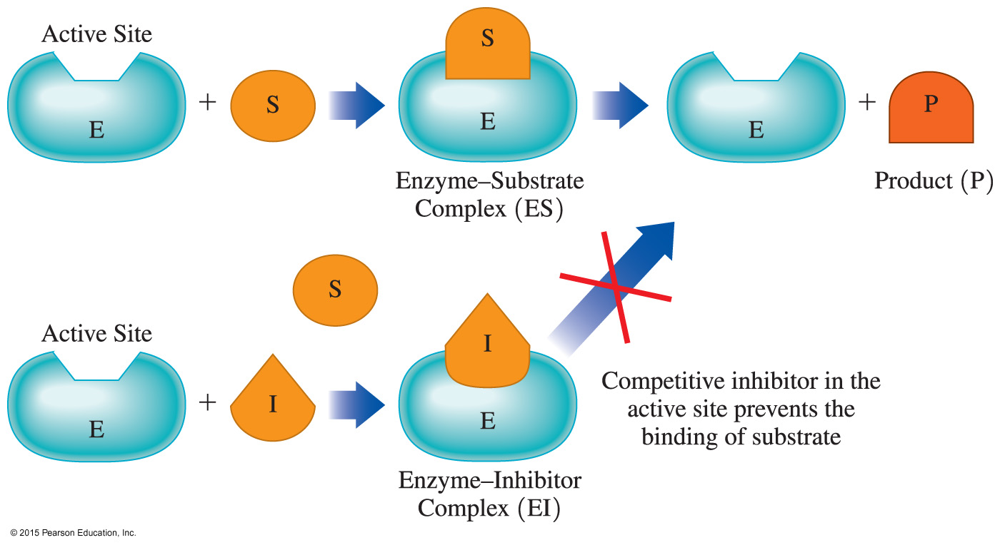 Active Site
E
+
S
S
E
Enzyme–Substrate
Complex (ES)
E
+
P
Product (P)
Active Site
E
+
I
S
I
E
Enzyme–Inhibitor
Complex (EI)
Competitive inhibitor in the
active site prevents the
binding of substrate
© 2015 Pearson Education, Inc.